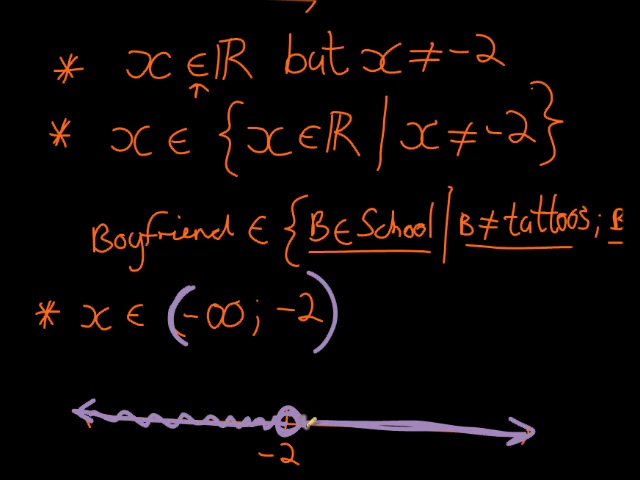 * x ∈ ℝ but x ≠ -2
* x ∈ {x ∈ ℝ | x ≠ -2}
Boyfriend ∈ {B ∈ School | B ≠ tattoos; B
* x ∈ (-∞; -2)
-2